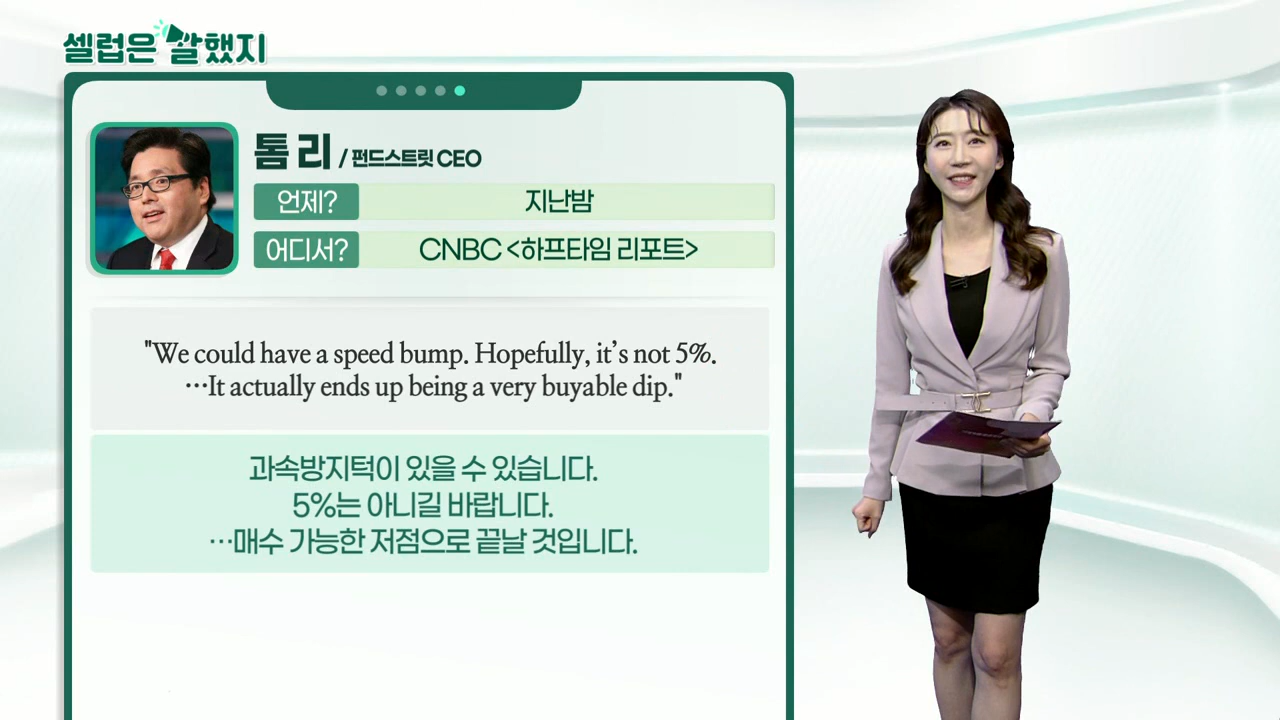 셀럽은 말했지
톰 리 / 펀드스트릿 CEO
언제? 지난밤
어디서? CNBC <하프타임 리포트>
"We could have a speed bump. Hopefully, it's not 5%.
…It actually ends up being a very buyable dip."
과속방지턱이 있을 수 있습니다.
5%는 아니길 바랍니다.
…매수 가능한 저점으로 끝날 것입니다.